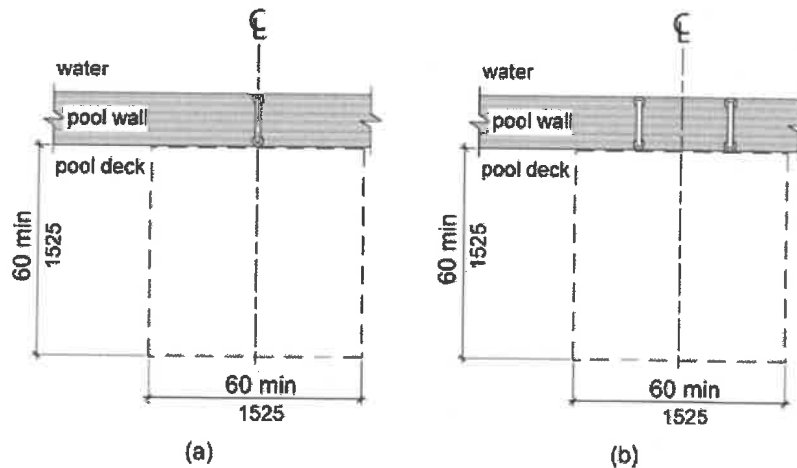 ℄
water
pool wall
pool deck
60 min
1525
60 min
1525
(a)
℄
water
pool wall
pool deck
60 min
1525
60 min
1525
(b)